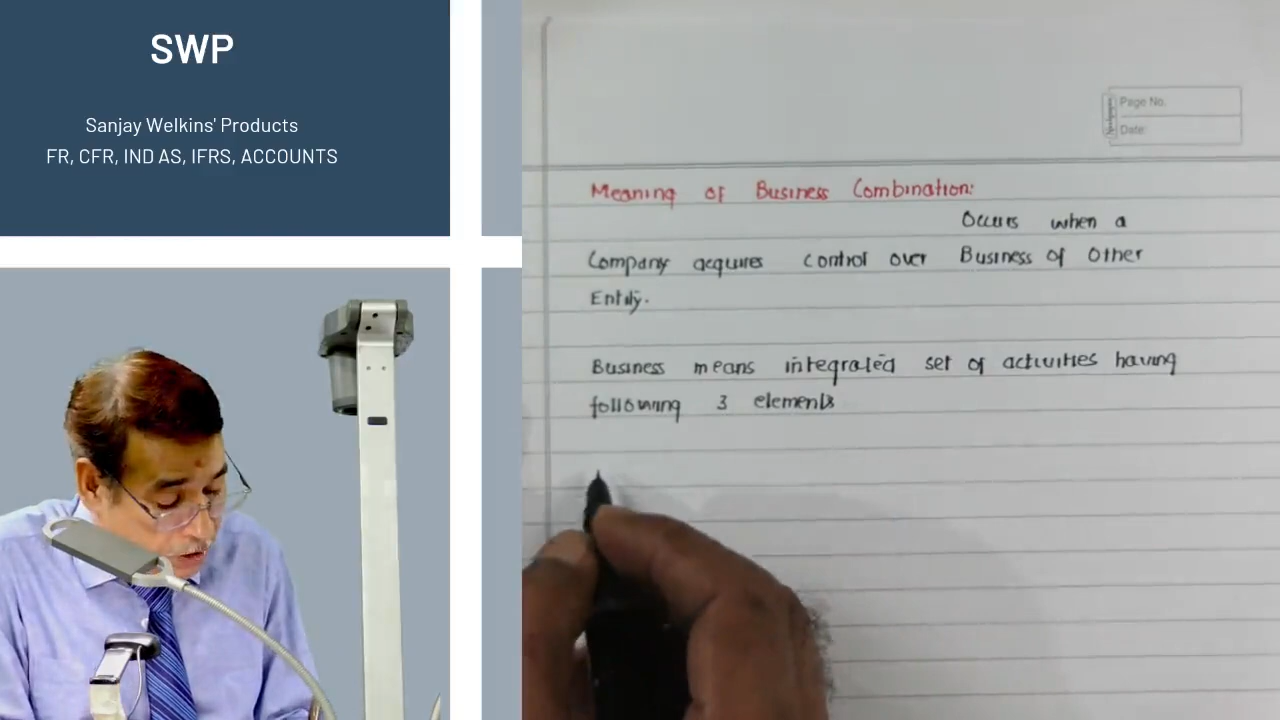 SWP
Sanjay Welkins' Products
FR, CFR, IND AS, IFRS, ACCOUNTS
Page No.
Date:
Meaning of Business Combination:
Occurs when a
Company acquires control over Business of Other
Entity.
Business means integrated set of activities having
following 3 elements